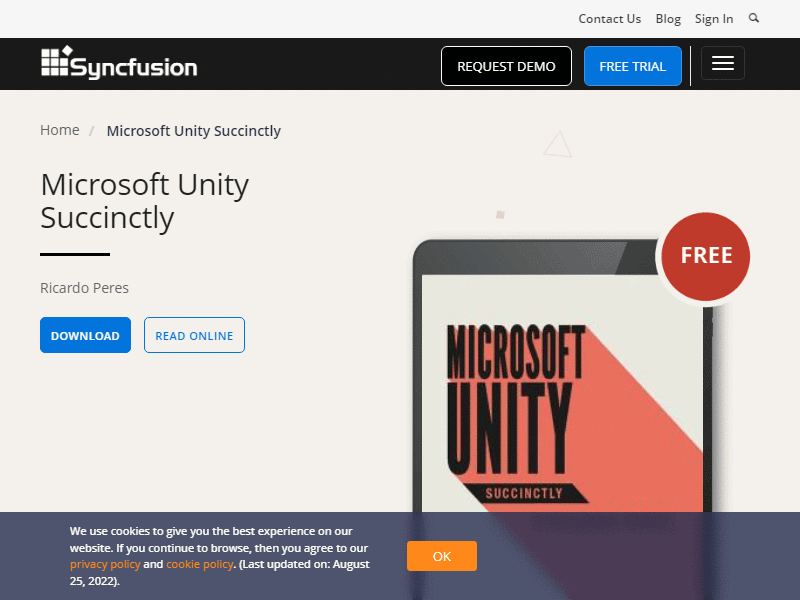 Contact Us Blog Sign In
Syncfusion
REQUEST DEMO
FREE TRIAL
Home / Microsoft Unity Succinctly
Microsoft Unity
Succinctly
Ricardo Peres
DOWNLOAD
READ ONLINE
FREE
MICROSOFT
UNITY
SUCCINCTLY
We use cookies to give you the best experience on our
website. If you continue to browse, then you agree to our
privacy policy and cookie policy. (Last updated on: August
25, 2022).
OK